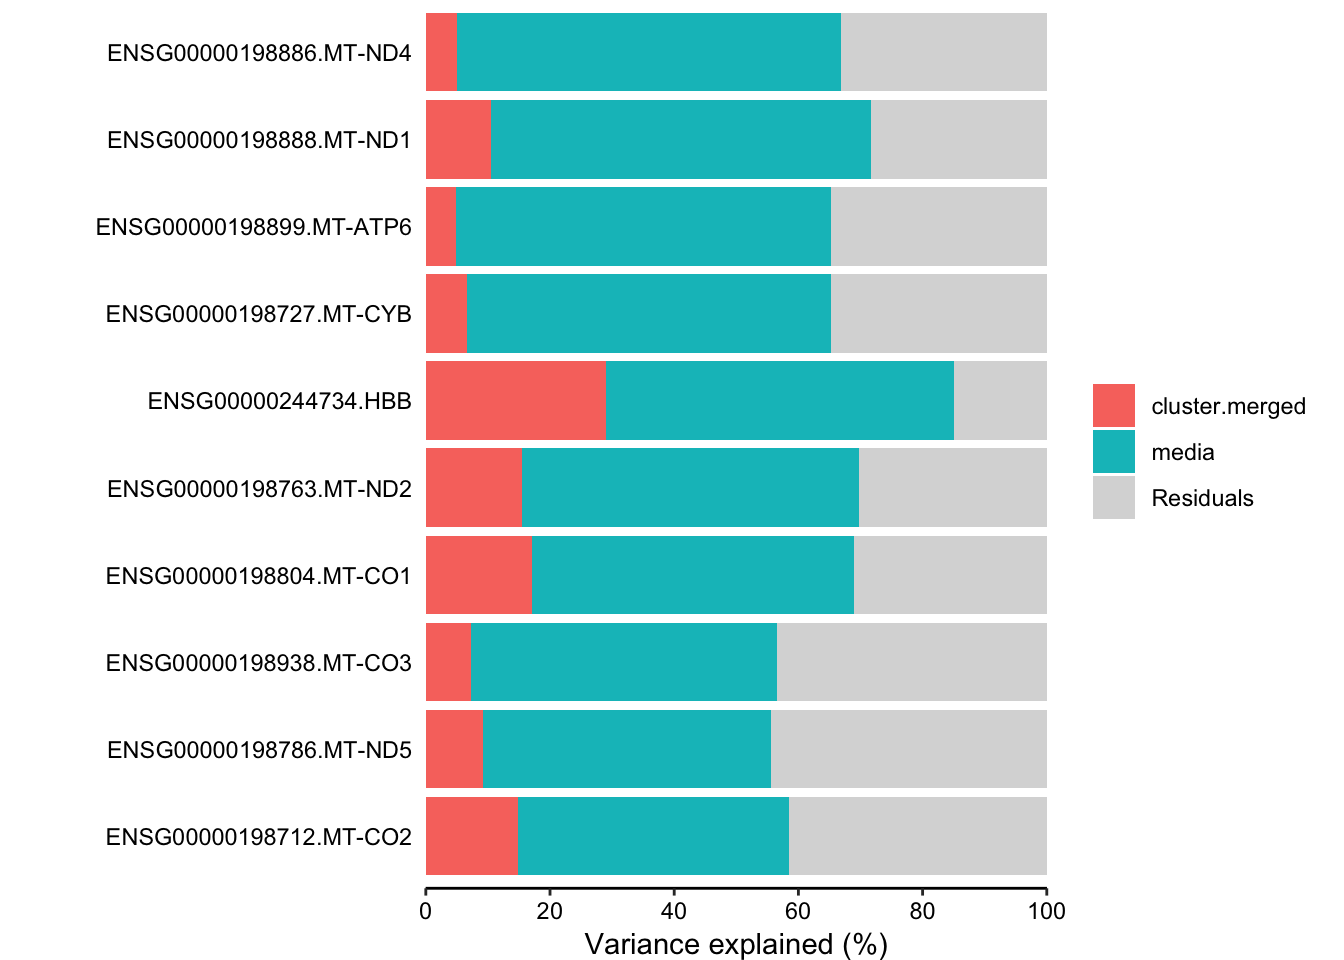 ENSG00000198886.MT-ND4
ENSG00000198888.MT-ND1
ENSG00000198899.MT-ATP6
ENSG00000198727.MT-CYB
ENSG00000244734.HBB
ENSG00000198763.MT-ND2
ENSG00000198804.MT-CO1
ENSG00000198938.MT-CO3
ENSG00000198786.MT-ND5
ENSG00000198712.MT-CO2
0 20 40 60 80 100
Variance explained (%)
cluster.merged
media
Residuals